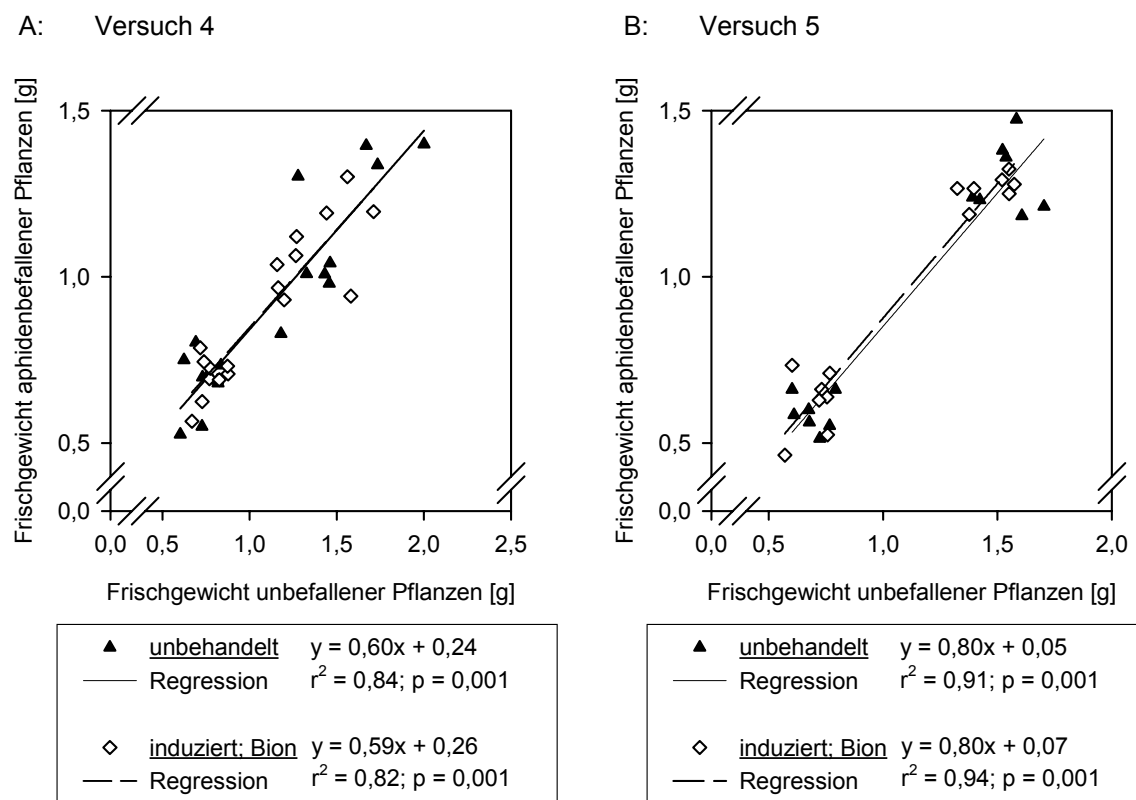 A: Versuch 4
Frischgewicht aphidenbefallener Pflanzen [g]
1,5
1,0
0,5
0,0
0,0 0,5 1,0 1,5 2,0 2,5
Frischgewicht unbefallener Pflanzen [g]
unbehandelt y = 0,60x + 0,24
Regression r² = 0,84; p = 0,001
induziert; Bion y = 0,59x + 0,26
Regression r² = 0,82; p = 0,001
B: Versuch 5
Frischgewicht aphidenbefallener Pflanzen [g]
1,5
1,0
0,5
0,0
0,0 0,5 1,0 1,5 2,0
Frischgewicht unbefallener Pflanzen [g]
unbehandelt y = 0,80x + 0,05
Regression r² = 0,91; p = 0,001
induziert; Bion y = 0,80x + 0,07
Regression r² = 0,94; p = 0,001